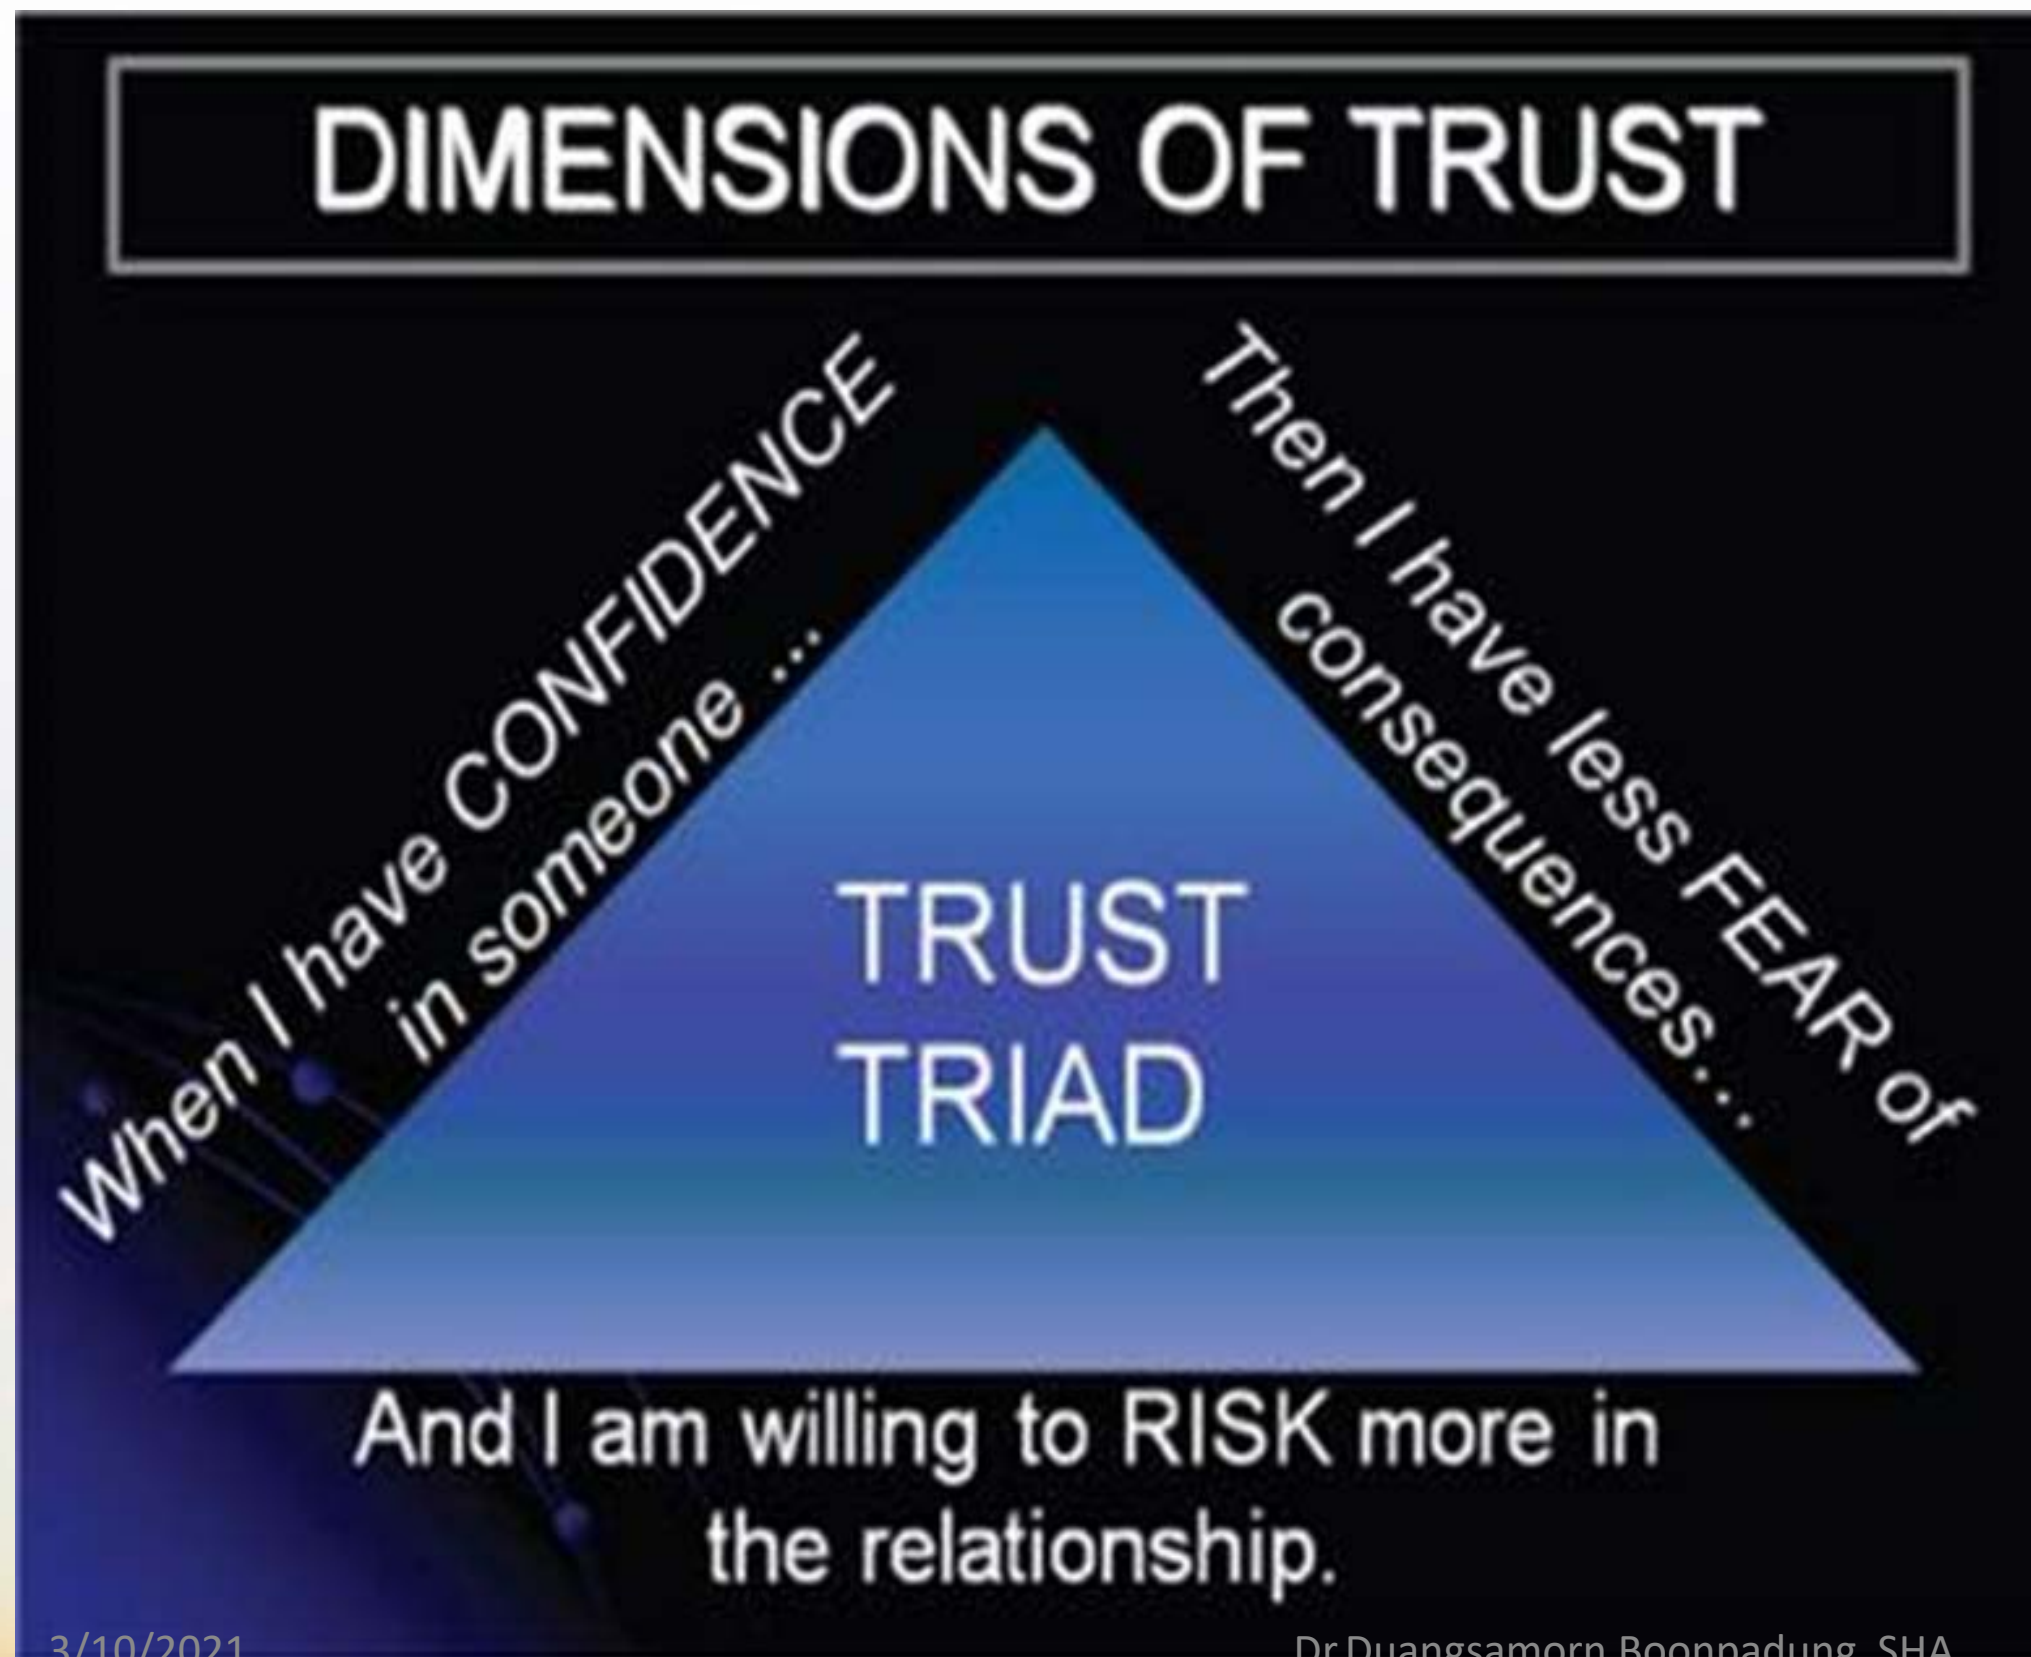 DIMENSIONS OF TRUST
When I have CONFIDENCE
in someone ...
Then I have less FEAR of
consequences...
TRUST
TRIAD
And I am willing to RISK more in
the relationship.
3/10/2021
Dr.Duangsamorn Boonpadung, SHA